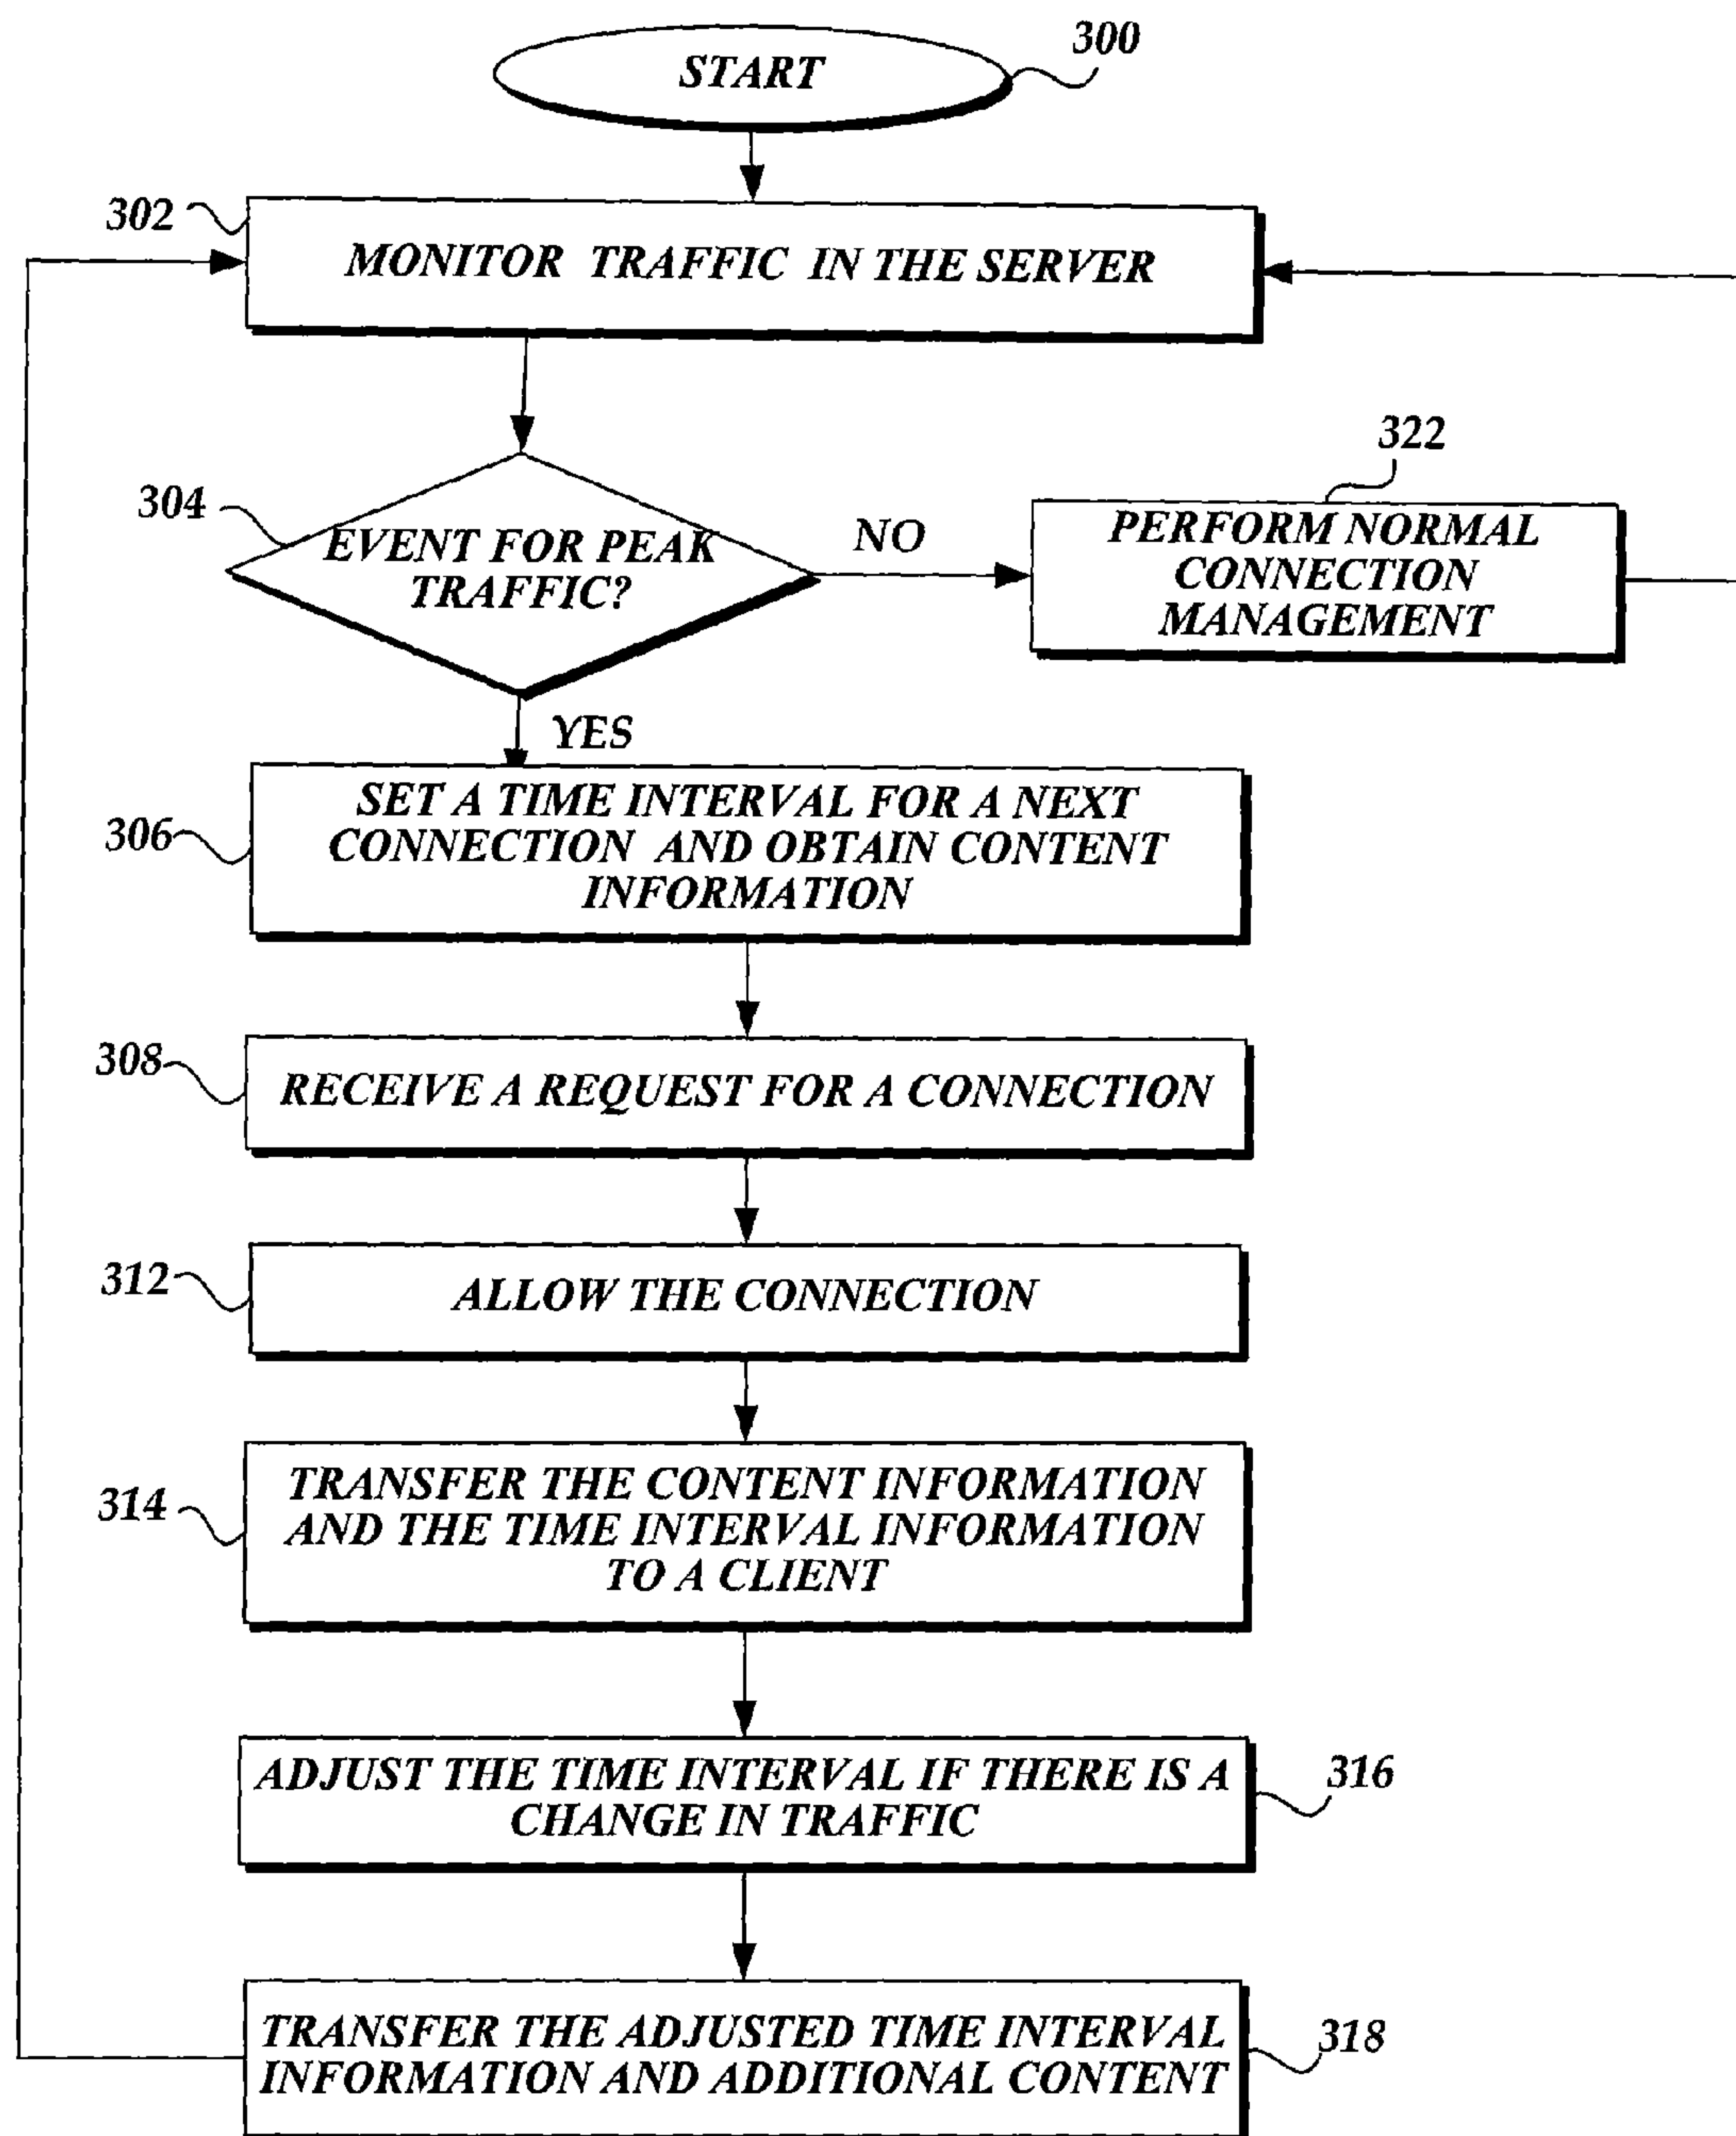 START
300
302
MONITOR TRAFFIC IN THE SERVER
304
EVENT FOR PEAK
TRAFFIC?
NO
322
PERFORM NORMAL
CONNECTION
MANAGEMENT
YES
306
SET A TIME INTERVAL FOR A NEXT
CONNECTION AND OBTAIN CONTENT
INFORMATION
308
RECEIVE A REQUEST FOR A CONNECTION
312
ALLOW THE CONNECTION
314
TRANSFER THE CONTENT INFORMATION
AND THE TIME INTERVAL INFORMATION
TO A CLIENT
ADJUST THE TIME INTERVAL IF THERE IS A
CHANGE IN TRAFFIC
316
TRANSFER THE ADJUSTED TIME INTERVAL
INFORMATION AND ADDITIONAL CONTENT
318